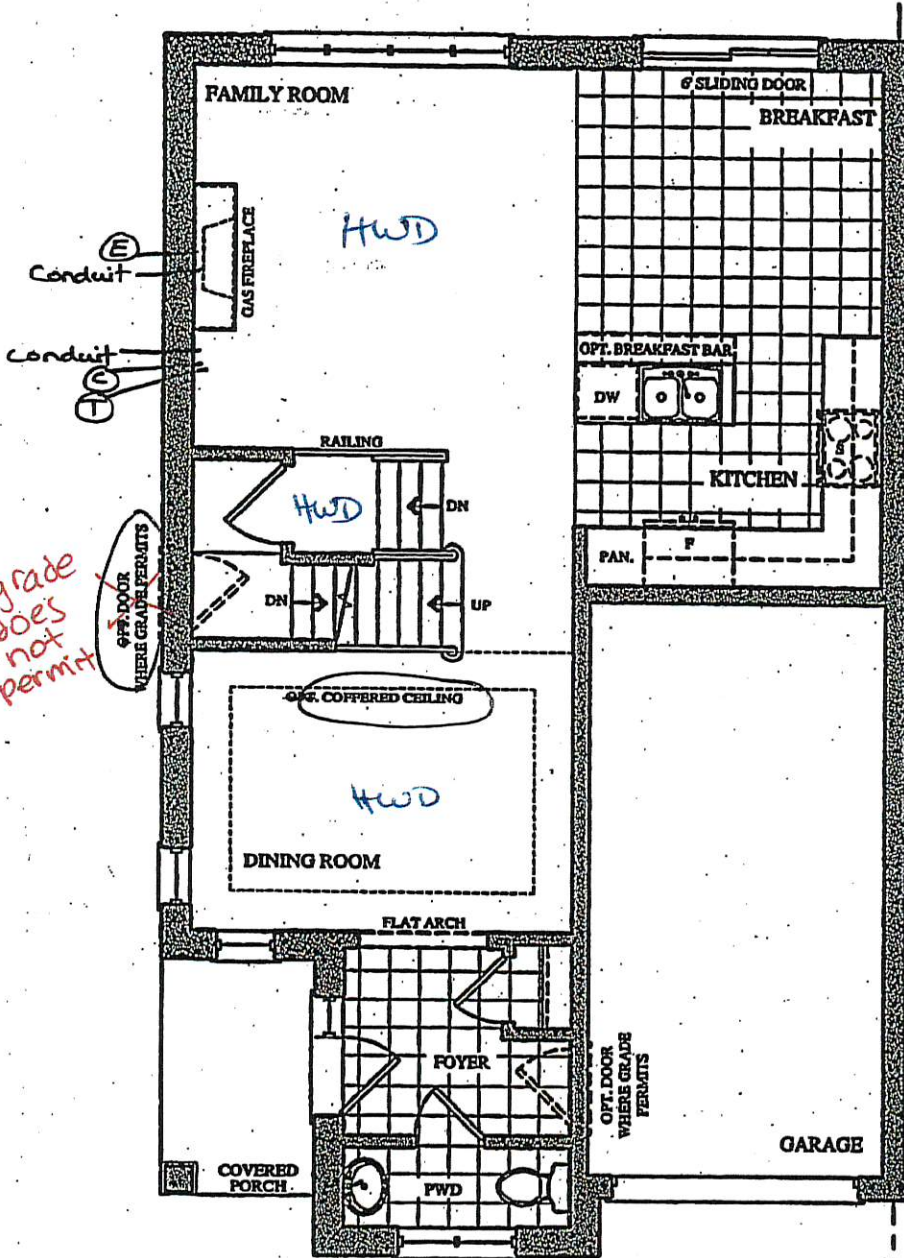 FAMILY ROOM
6' SLIDING DOOR
BREAKFAST
HWD
GAS FIREPLACE
E
Conduit
Conduit
C
T
OPT. BREAKFAST BAR
DW
S
KITCHEN
RAILING
HWD
DN
PAN.
F
grade
does
not
permit
OPT. DOOR
WHERE GRADE PERMITS
DN
UP
OPT. COFFERED CEILING
HWD
DINING ROOM
FLAT ARCH
FOYER
OPT. DOOR
WHERE GRADE
PERMITS
GARAGE
COVERED
PORCH
PWD